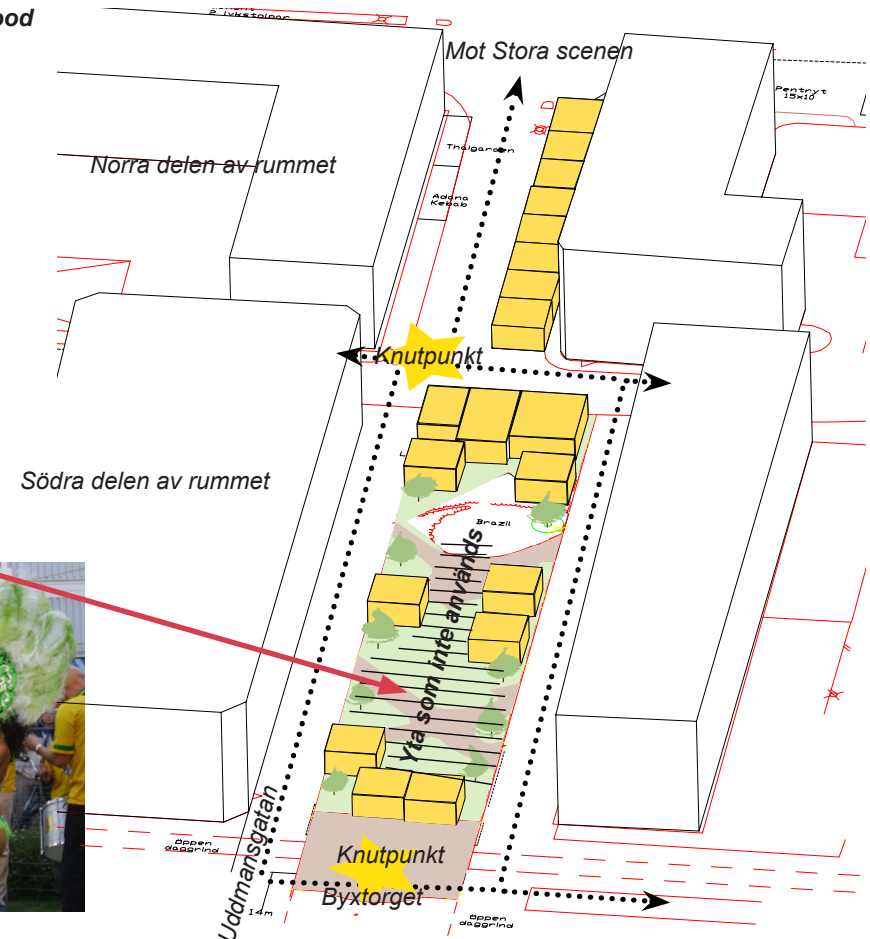 ood
P lyktstolpar
Mot Stora scenen
Pentryt
15x10
Thaigarden
Norra delen av rummet
Adana
Kebab
Knutpunkt
Södra delen av rummet
Brazil
Yta som inte används
Uddmansgatan
Öppen
daggrind
Knutpunkt
Byxtorget
14m
Öppen
daggrind